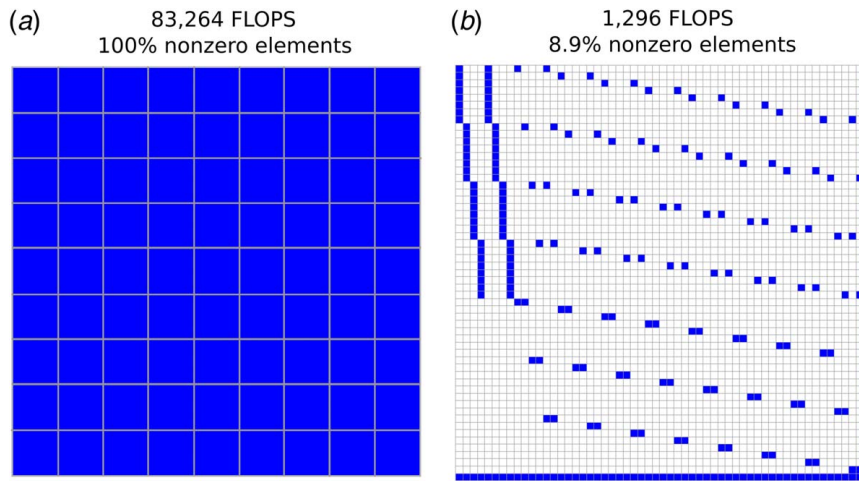 (a) 83,264 FLOPS
100% nonzero elements
(b) 1,296 FLOPS
8.9% nonzero elements